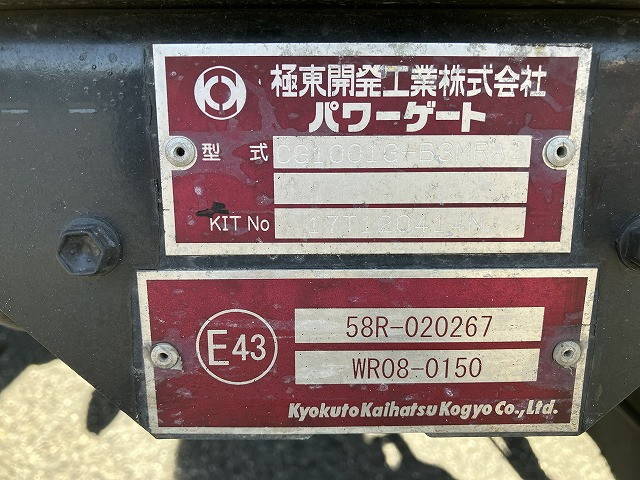 極東開発工業株式会社
パワーゲート
型 式
KIT No
E43
58R-020267
WR08-0150
Kyokuto Kaihatsu Kogyo Co., Ltd.